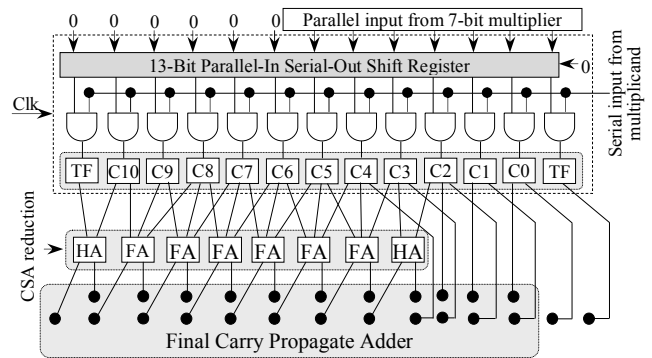 0 0 0 0 0 Parallel input from 7-bit multiplier
13-Bit Parallel-In Serial-Out Shift Register
0
Serial input from
multiplicand
Clk
TF C10 C9 C8 C7 C6 C5 C4 C3 C2 C1 C0 TF
CSA reduction
HA FA FA FA FA FA FA HA
Final Carry Propagate Adder